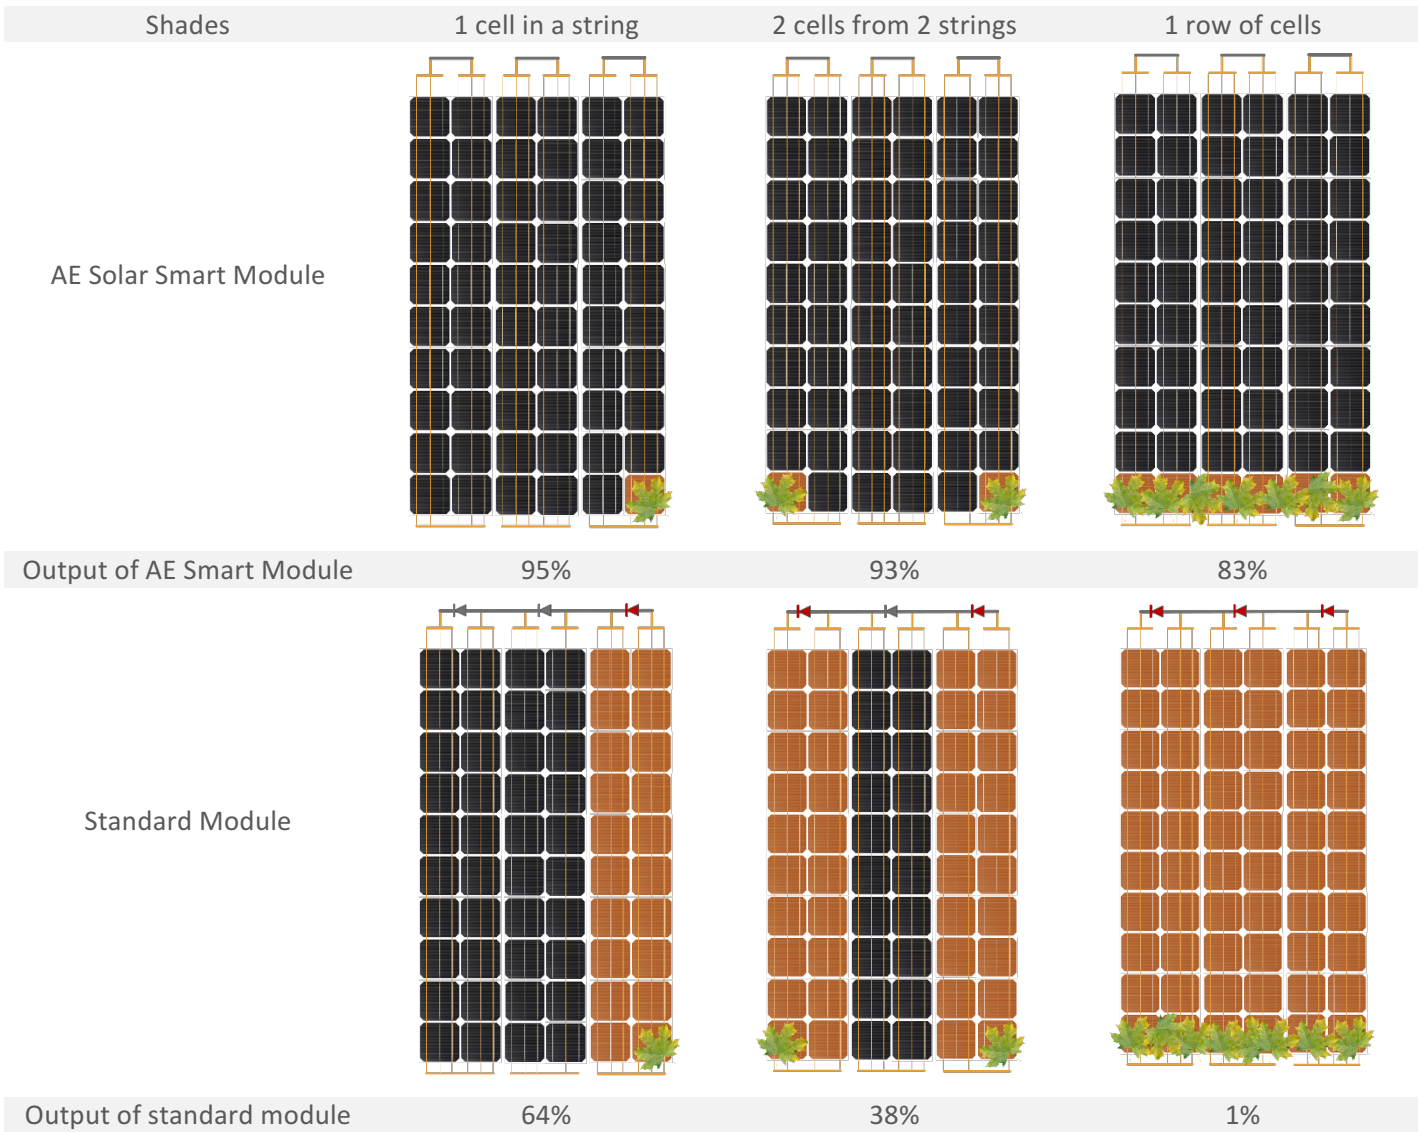 Shades 1 cell in a string 2 cells from 2 strings 1 row of cells
AE Solar Smart Module
Output of AE Smart Module 95% 93% 83%
Standard Module
Output of standard module 64% 38% 1%